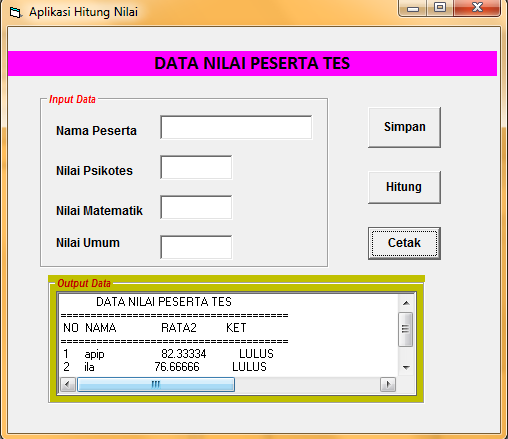 Aplikasi Hitung Nilai
DATA NILAI PESERTA TES
Input Data
Nama Peserta
Simpan
Nilai Psikotes
Hitung
Nilai Matematik
Nilai Umum
Cetak
Output Data
DATA NILAI PESERTA TES
======================================
NO NAMA RATA2 KET
======================================
1 apip 82.33334 LULUS
2 ila 76.66666 LULUS